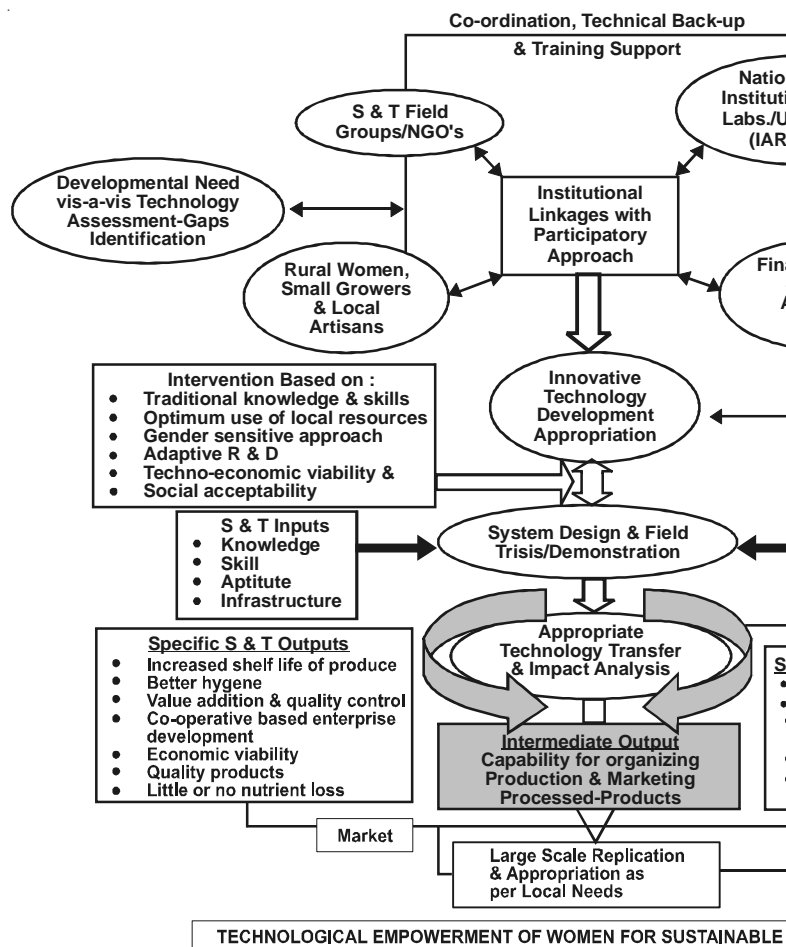 Co-ordination, Technical Back-up
& Training Support
S & T Field
Groups/NGO's
Developmental Need
vis-a-vis Technology
Assessment-Gaps
Identification
Institutional
Linkages with
Participatory
Approach
Rural Women,
Small Growers
& Local
Artisans
Intervention Based on :
• Traditional knowledge & skills
• Optimum use of local resources
• Gender sensitive approach
• Adaptive R & D
• Techno-economic viability &
• Social acceptability
Innovative
Technology
Development
Appropriation
S & T Inputs
• Knowledge
• Skill
• Aptitute
• Infrastructure
System Design & Field
Trisis/Demonstration
Specific S & T Outputs
• Increased shelf life of produce
• Better hygene
• Value addition & quality control
• Co-operative based enterprise
development
• Economic viability
• Quality products
• Little or no nutrient loss
Appropriate
Technology Transfer
& Impact Analysis
Intermediate Output
Capability for organizing
Production & Marketing
Processed-Products
Market
Large Scale Replication
& Appropriation as
per Local Needs
TECHNOLOGICAL EMPOWERMENT OF WOMEN FOR SUSTAINABLE